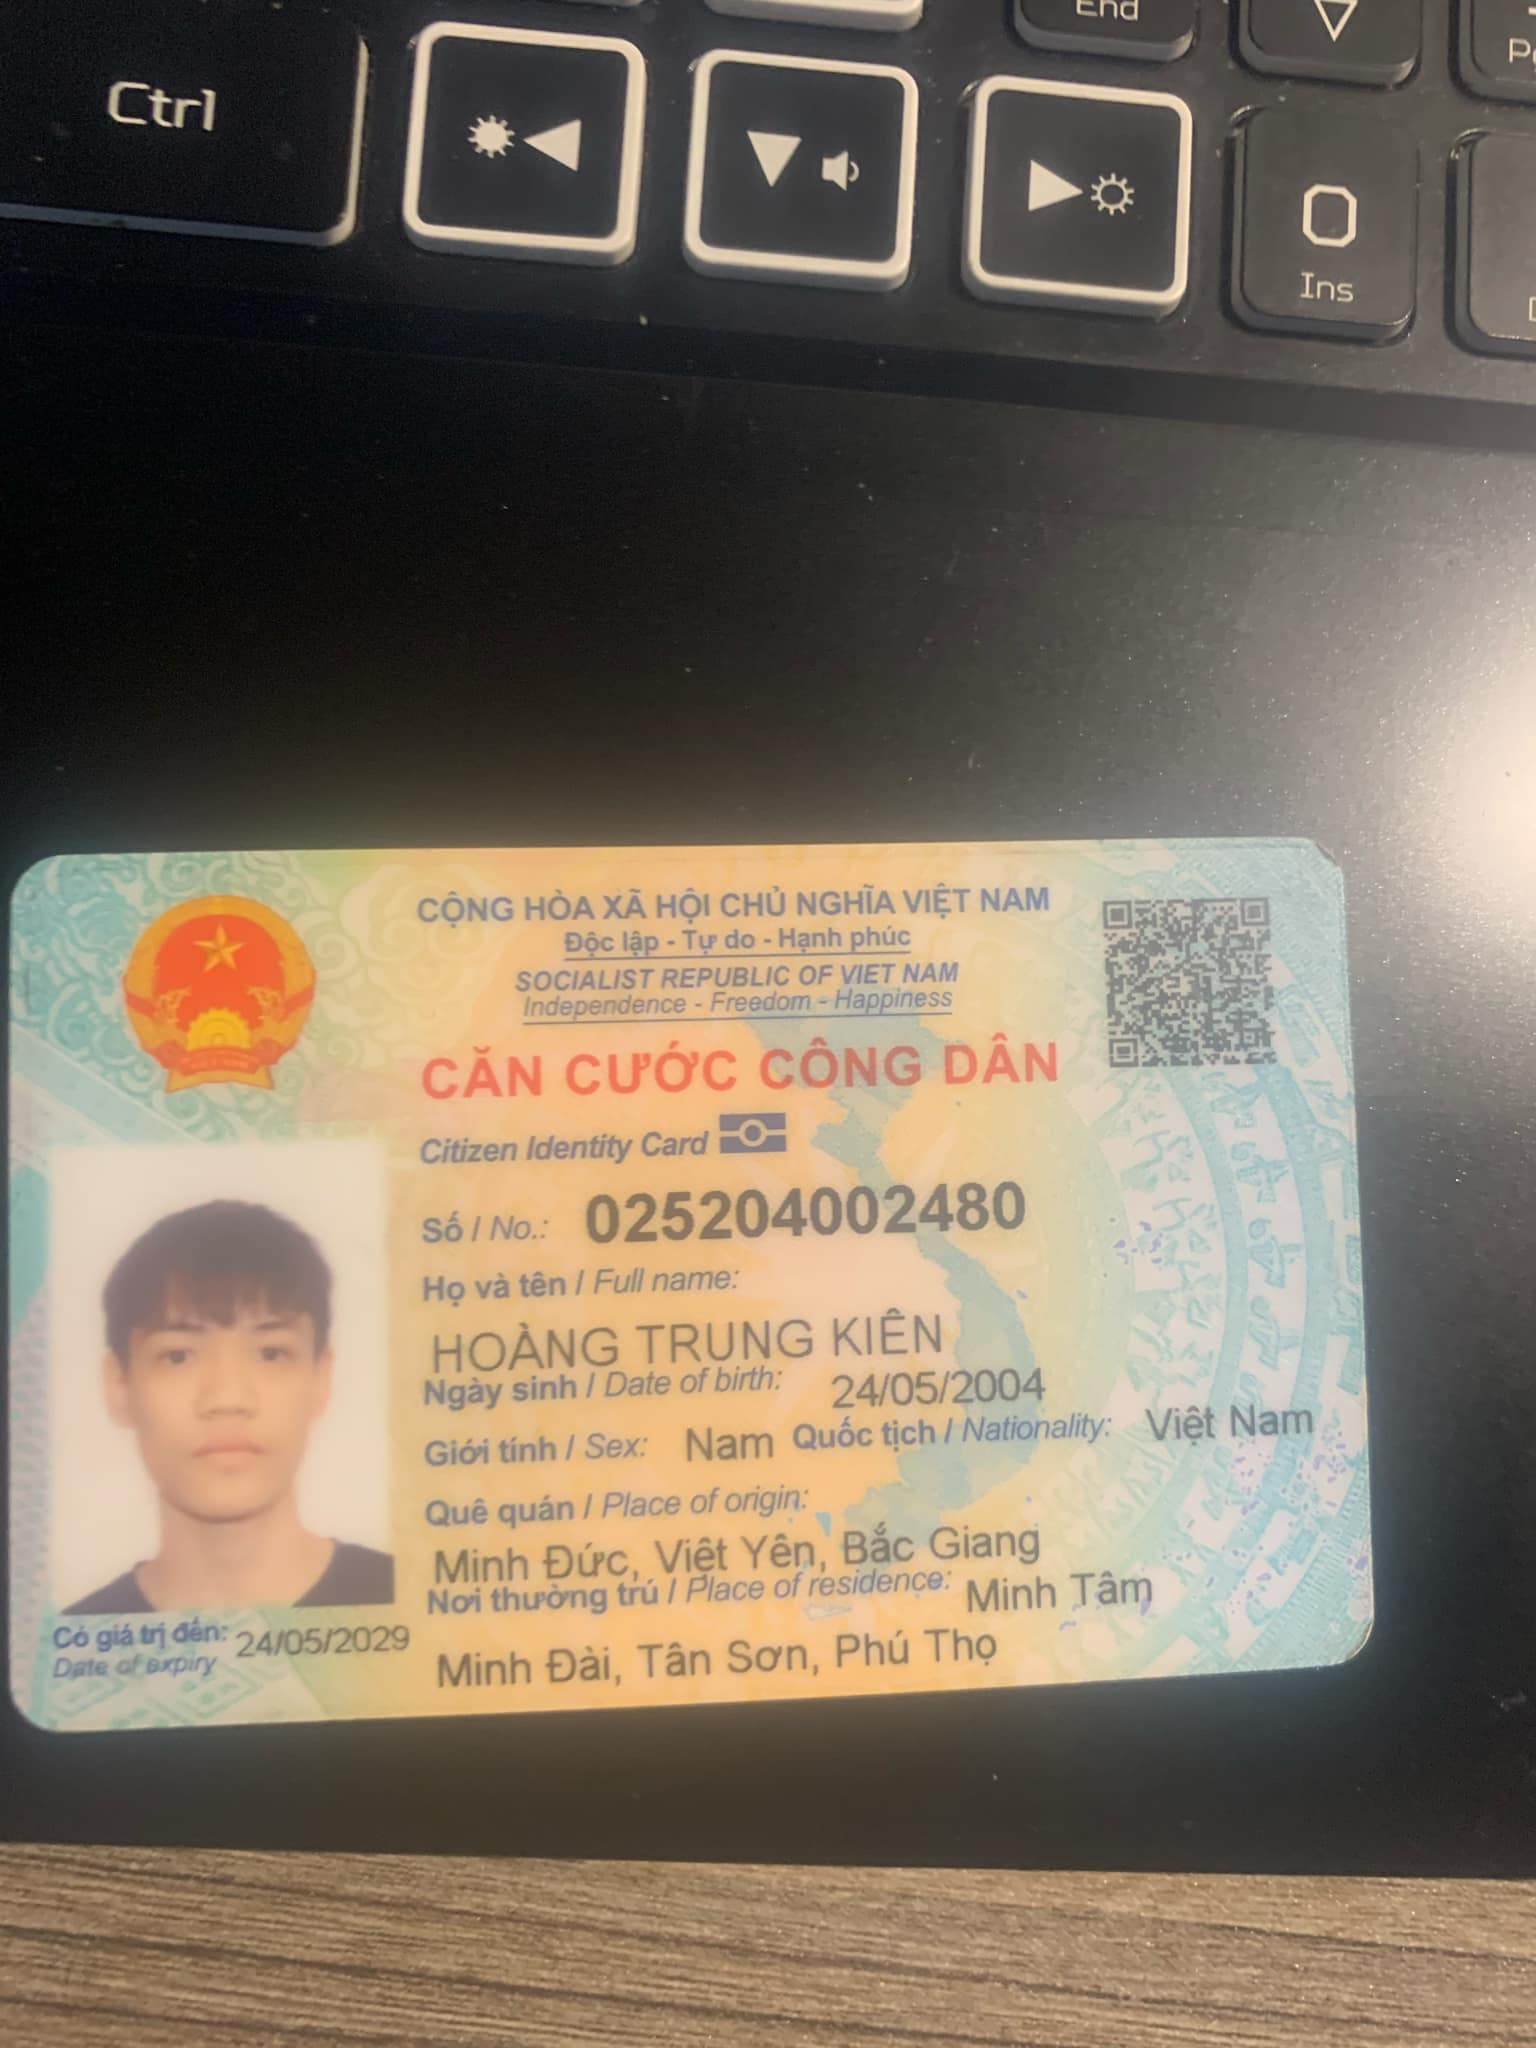 End
Ctrl
0
Ins
CỘNG HÒA XÃ HỘI CHỦ NGHĨA VIỆT NAM
Độc lập - Tự do - Hạnh phúc
SOCIALIST REPUBLIC OF VIET NAM
Independence - Freedom - Happiness
CĂN CƯỚC CÔNG DÂN
Citizen Identity Card
Số / No.: 025204002480
Họ và tên / Full name:
HOÀNG TRUNG KIÊN
Ngày sinh / Date of birth: 24/05/2004
Giới tính / Sex: Nam Quốc tịch / Nationality: Việt Nam
Quê quán / Place of origin:
Minh Đức, Việt Yên, Bắc Giang
Nơi thường trú / Place of residence: Minh Tâm
Minh Đài, Tân Sơn, Phú Thọ
Có giá trị đến: 24/05/2029
Date of expiry